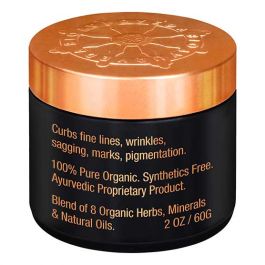 Curbs fine lines, wrinkles,
sagging, marks, pigmentation.
100% Pure Organic. Synthetics Free.
Ayurvedic Proprietary Product.
Blend of 8 Organic Herbs, Minerals
& Natural Oils. 2 OZ / 60G